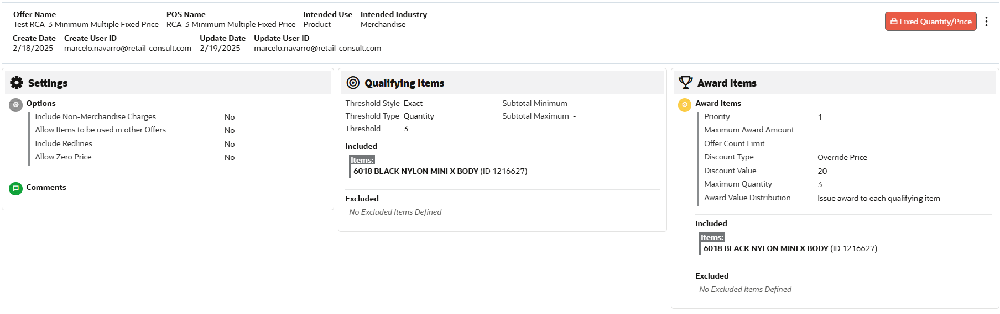 Offer Name POS Name Intended Use Intended Industry
Test RCA-3 Minimum Multiple Fixed Price RCA-3 Minimum Multiple Fixed Price Product Merchandise
Fixed Quantity/Price
Create Date Create User ID Update Date Update User ID
2/18/2025 marcelo.navarro@retail-consult.com 2/19/2025 marcelo.navarro@retail-consult.com
Settings
Options
Include Non-Merchandise Charges No
Allow Items to be used in other Offers No
Include Redlines No
Allow Zero Price No
Comments
Qualifying Items
Threshold Style Exact Subtotal Minimum -
Threshold Type Quantity Subtotal Maximum -
Threshold 3
Included
Items:
6018 BLACK NYLON MINI X BODY (ID 1216627)
Excluded
No Excluded Items Defined
Award Items
Award Items
Priority 1
Maximum Award Amount -
Offer Count Limit -
Discount Type Override Price
Discount Value 20
Maximum Quantity 3
Award Value Distribution Issue award to each qualifying item
Included
Items:
6018 BLACK NYLON MINI X BODY (ID 1216627)
Excluded
No Excluded Items Defined